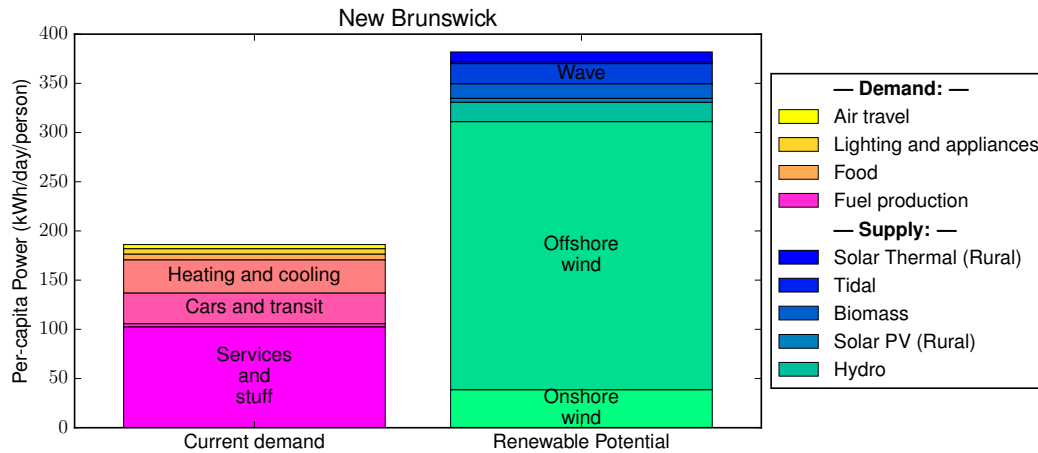 New Brunswick
Per-capita Power (kWh/day/person)
400
350
300
250
200
150
100
50
0
Heating and cooling
Cars and transit
Services
and
stuff
Wave
Offshore
wind
Onshore
wind
Current demand
Renewable Potential
— Demand: —
Air travel
Lighting and appliances
Food
Fuel production
— Supply: —
Solar Thermal (Rural)
Tidal
Biomass
Solar PV (Rural)
Hydro